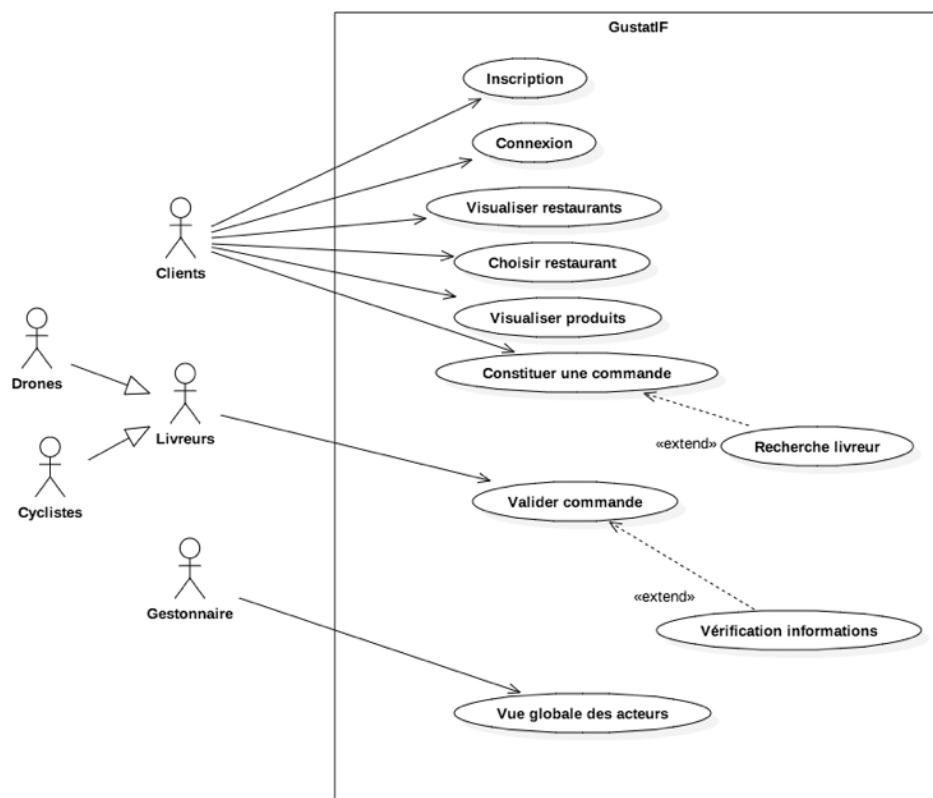 GustatIF
Inscription
Connexion
Visualiser restaurants
Choisir restaurant
Clients
Visualiser produits
Constituer une commande
Drones
Livreurs
«extend»
Recherche livreur
Cyclistes
Valider commande
Gestonnaire
«extend»
Vérification informations
Vue globale des acteurs